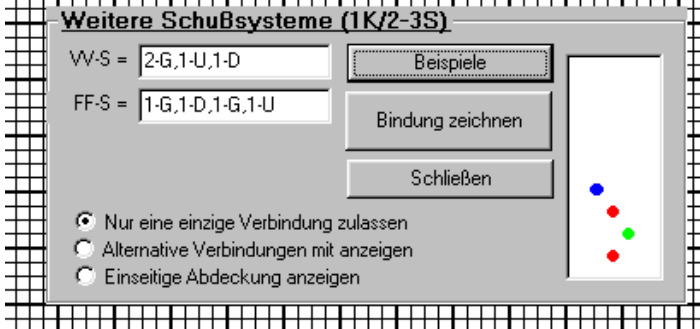 Weitere Schußsysteme (1K/2-3S)
VV-S = 2-G,1-U,1-D
Beispiele
FF-S = 1-G,1-D,1-G,1-U
Bindung zeichnen
Schließen
Nur eine einzige Verbindung zulassen
Alternative Verbindungen mit anzeigen
Einseitige Abdeckung anzeigen